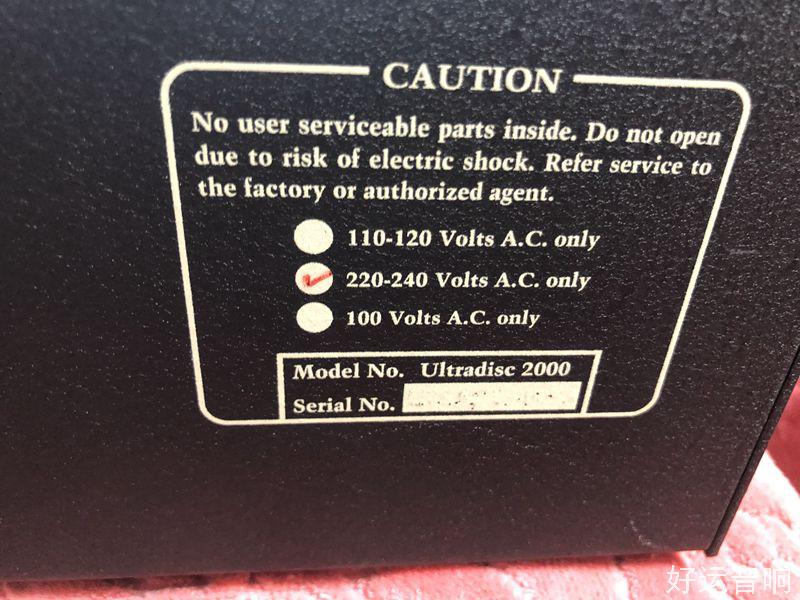 CAUTION
No user serviceable parts inside. Do not open
due to risk of electric shock. Refer service to
the factory or authorized agent.
110-120 Volts A.C. only
220-240 Volts A.C. only
100 Volts A.C. only
Model No. Ultradisc 2000
Serial No.
好运音响